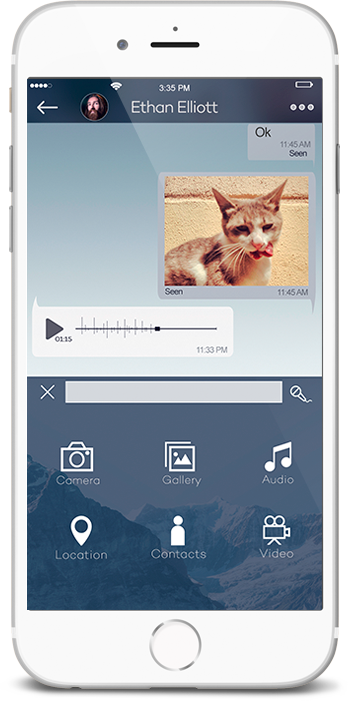 3:35 PM
Ethan Elliott
Ok
11:45 AM
Seen
Seen 11:45 AM
01:15
11:33 PM
Camera Gallery Audio
Location Contacts Video